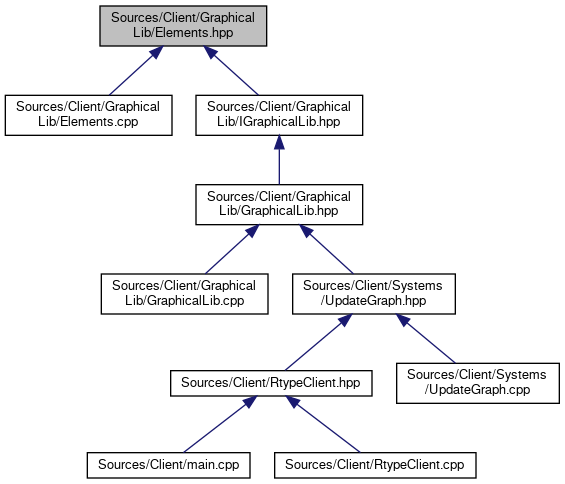 Sources/Client/Graphical
Lib/Elements.hpp
Sources/Client/Graphical
Lib/Elements.cpp
Sources/Client/Graphical
Lib/IGraphicalLib.hpp
Sources/Client/Graphical
Lib/GraphicalLib.hpp
Sources/Client/Graphical
Lib/GraphicalLib.cpp
Sources/Client/Systems
/UpdateGraph.hpp
Sources/Client/RtypeClient.hpp
Sources/Client/Systems
/UpdateGraph.cpp
Sources/Client/main.cpp
Sources/Client/RtypeClient.cpp